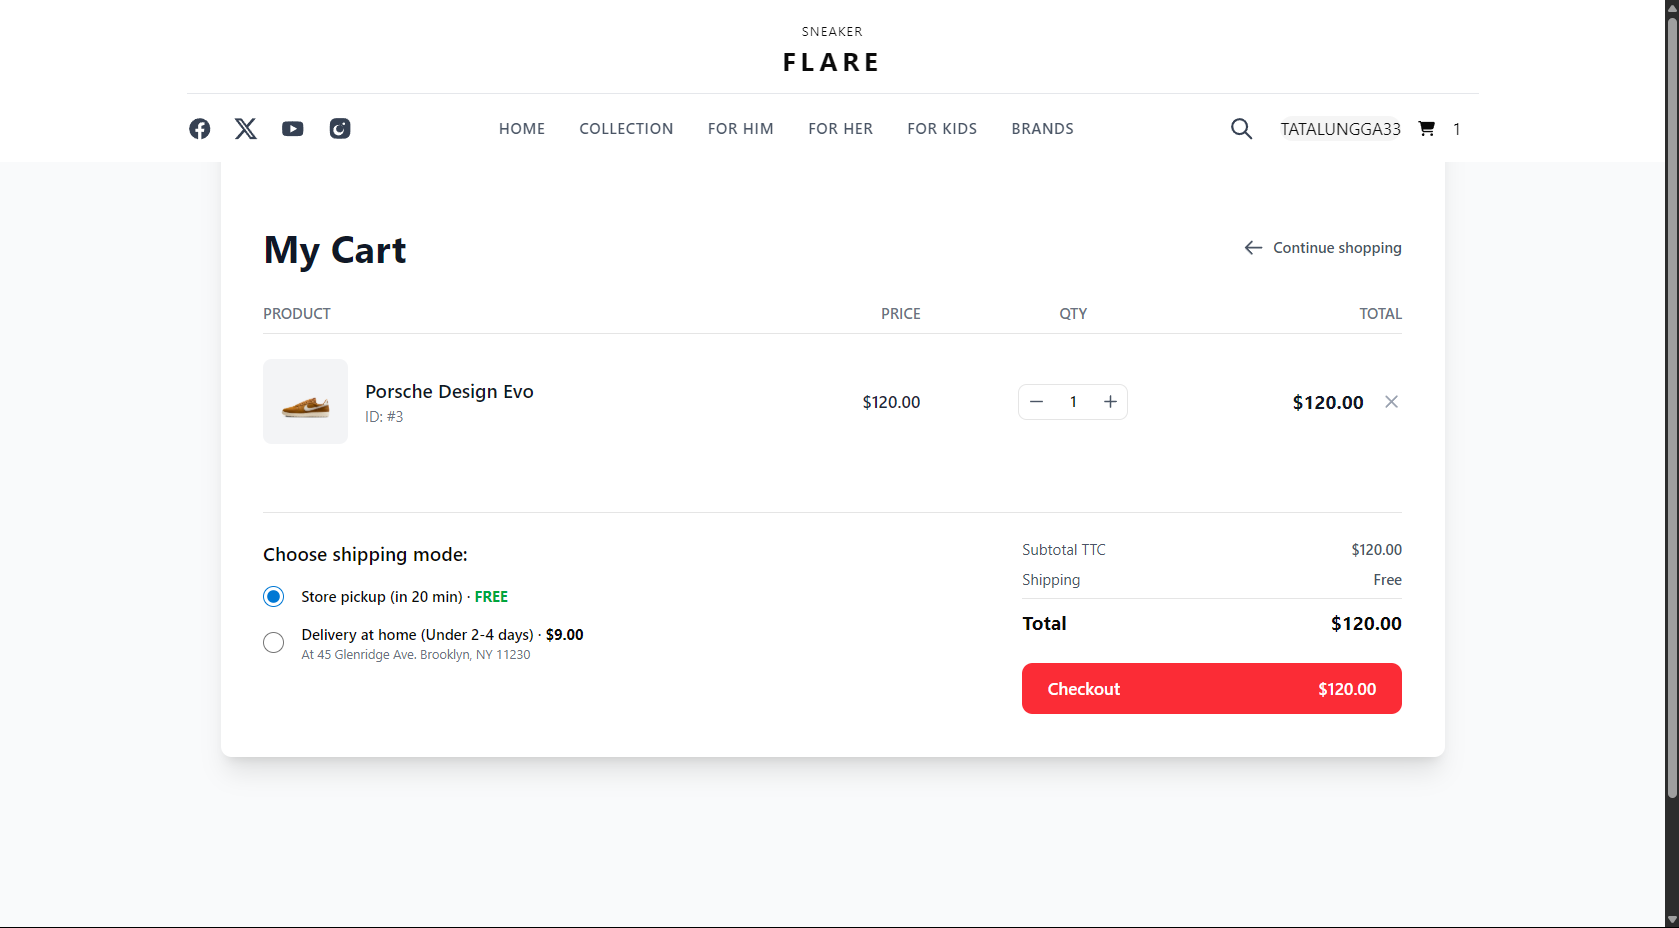 SNEAKER
FLARE
HOME COLLECTION FOR HIM FOR HER FOR KIDS BRANDS TATALUNGGA33 1
My Cart
Continue shopping
PRODUCT PRICE QTY TOTAL
Porsche Design Evo
ID: #3
$120.00 − 1 + $120.00
Choose shipping mode:
Store pickup (in 20 min) · FREE
Delivery at home (Under 2-4 days) · $9.00
At 45 Glenridge Ave. Brooklyn, NY 11230
Subtotal TTC $120.00
Shipping Free
Total $120.00
Checkout $120.00